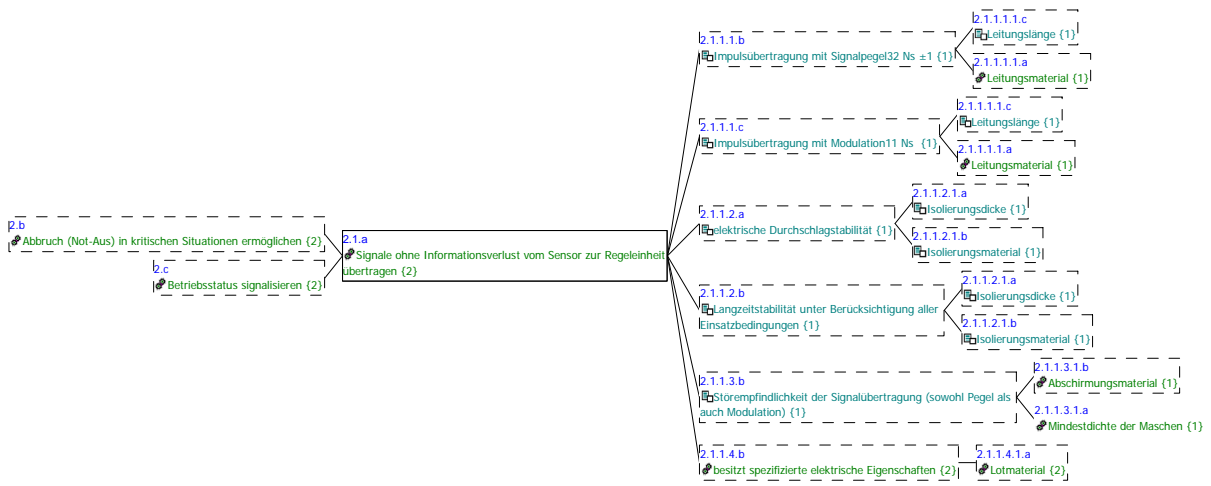 2.b
Abbruch (Not-Aus) in kritischen Situationen ermöglichen {2}
2.c
Betriebsstatus signalisieren {2}
2.1.a
Signale ohne Informationsverlust vom Sensor zur Regeleinheit
übertragen {2}
2.1.1.1.b
Impulsübertragung mit Signalpegel32 Ns ±1 {1}
2.1.1.1.1.c
Leitungslänge {1}
2.1.1.1.1.a
Leitungsmaterial {1}
2.1.1.1.c
Impulsübertragung mit Modulation11 Ns {1}
2.1.1.1.1.c
Leitungslänge {1}
2.1.1.1.1.a
Leitungsmaterial {1}
2.1.1.2.a
elektrische Durchschlagstabilität {1}
2.1.1.2.1.a
Isolierungsdicke {1}
2.1.1.2.1.b
Isolierungsmaterial {1}
2.1.1.2.b
Langzeitstabilität unter Berücksichtigung aller
Einsatzbedingungen {1}
2.1.1.2.1.a
Isolierungsdicke {1}
2.1.1.2.1.b
Isolierungsmaterial {1}
2.1.1.3.b
Störempfindlichkeit der Signalübertragung (sowohl Pegel als
auch Modulation) {1}
2.1.1.3.1.b
Abschirmungsmaterial {1}
2.1.1.3.1.a
Mindestdichte der Maschen {1}
2.1.1.4.b
besitzt spezifizierte elektrische Eigenschaften {2}
2.1.1.4.1.a
Lotmaterial {2}